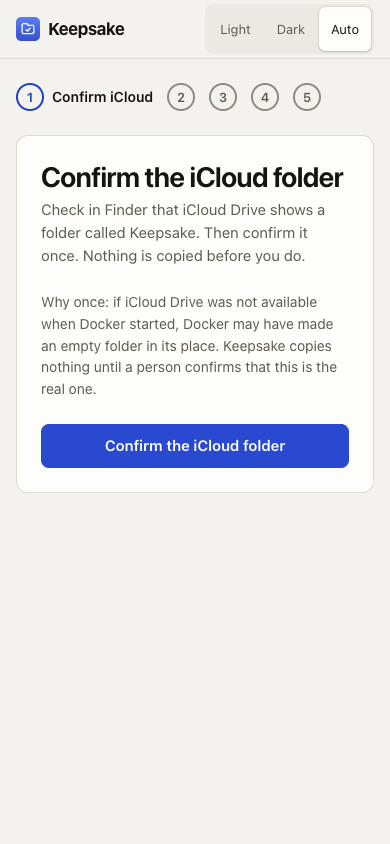 Keepsake
Light
Dark
Auto
1
Confirm iCloud
2
3
4
5
Confirm the iCloud folder
Check in Finder that iCloud Drive shows a
folder called Keepsake. Then confirm it
once. Nothing is copied before you do.
Why once: if iCloud Drive was not available
when Docker started, Docker may have made
an empty folder in its place. Keepsake copies
nothing until a person confirms that this is the
real one.
Confirm the iCloud folder